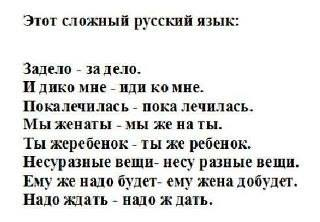 Этот сложный русский язык:
Задело - за дело.
И дико мне - иди ко мне.
Покалечилась - пока лечилась.
Мы женаты - мы же на ты.
Ты жеребенок - ты же ребенок.
Несуразные вещи- несу разные вещи.
Ему же надо будет- ему жена добудет.
Надо ждать - надо ж дать.